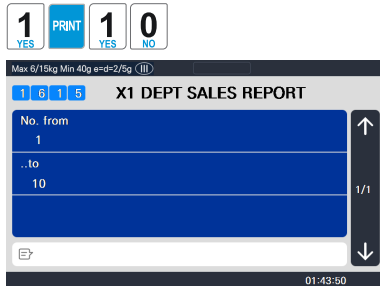 1 PRINT 1 0
YES YES NO
Max 6/15kg Min 40g e=d=2/5g (III)
1 6 1 5 X1 DEPT SALES REPORT
No. from
1
..to
10
1/1
01:43:50